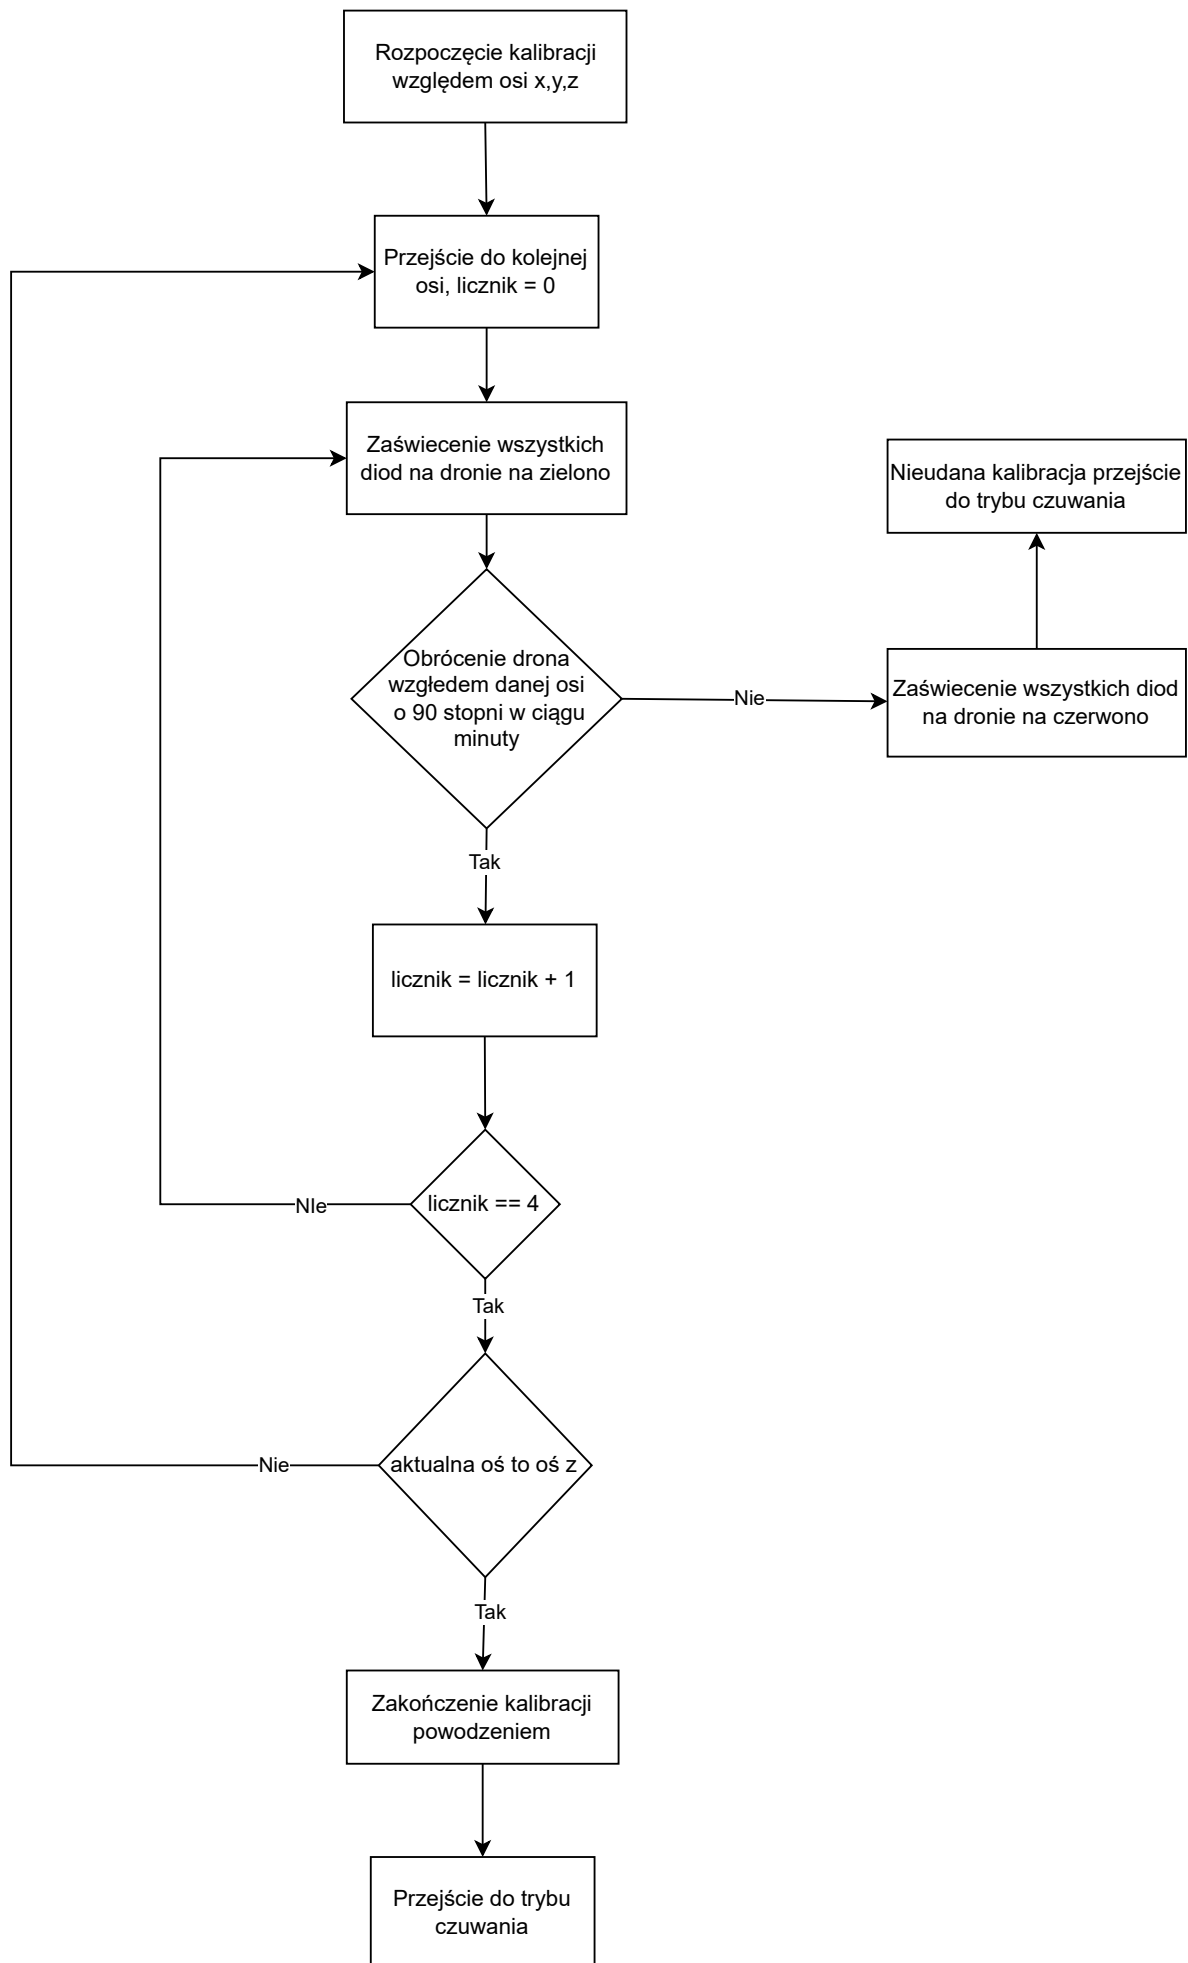 Rozpoczęcie kalibracji
względem osi x,y,z
Przejście do kolejnej
osi, licznik = 0
Zaświecenie wszystkich
diod na dronie na zielono
Nieudana kalibracja przejście
do trybu czuwania
Obrócenie drona
względem danej osi
o 90 stopni w ciągu
minuty
Nie
Zaświecenie wszystkich diod
na dronie na czerwono
Tak
licznik = licznik + 1
licznik == 4
NIe
Tak
aktualna oś to oś z
Nie
Tak
Zakończenie kalibracji
powodzeniem
Przejście do trybu
czuwania